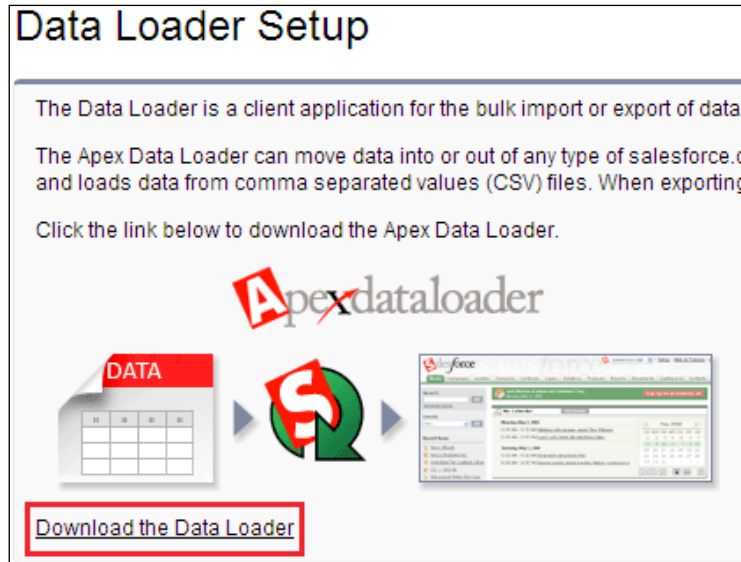 Data Loader Setup
The Data Loader is a client application for the bulk import or export of data
The Apex Data Loader can move data into or out of any type of salesforce.
and loads data from comma separated values (CSV) files. When exporting
Click the link below to download the Apex Data Loader.
Apexdataloader
DATA
S
salesforce
My Calendar
Download the Data Loader